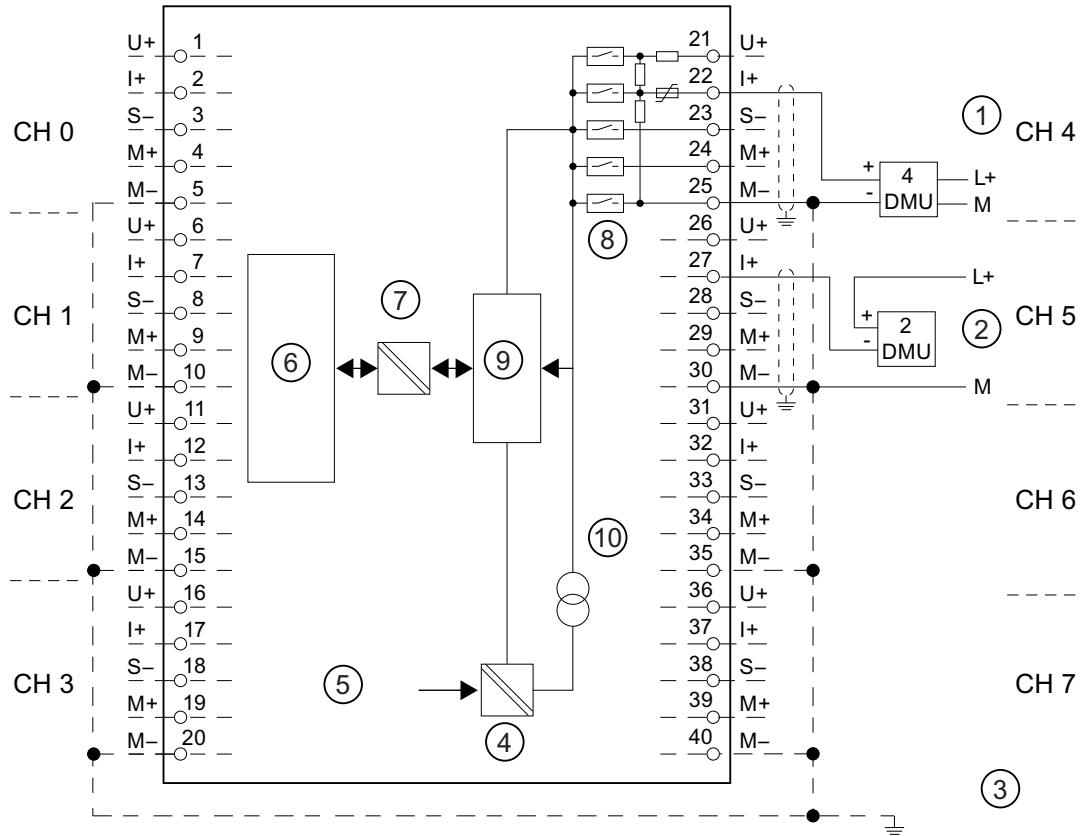 CH 0
U+ 1
I+ 2
S– 3
M+ 4
M– 5
CH 1
U+ 6
I+ 7
S– 8
M+ 9
M– 10
CH 2
U+ 11
I+ 12
S– 13
M+ 14
M– 15
CH 3
U+ 16
I+ 17
S– 18
M+ 19
M– 20
6
7
9
8
10
5
4
21 U+
22 I+
23 S–
24 M+
25 M–
26 U+
27 I+
28 S–
29 M+
30 M–
31 U+
32 I+
33 S–
34 M+
35 M–
36 U+
37 I+
38 S–
39 M+
40 M–
1
CH 4
+
-
4
DMU
L+
M
2
CH 5
L+
+
-
2
DMU
M
CH 6
CH 7
3